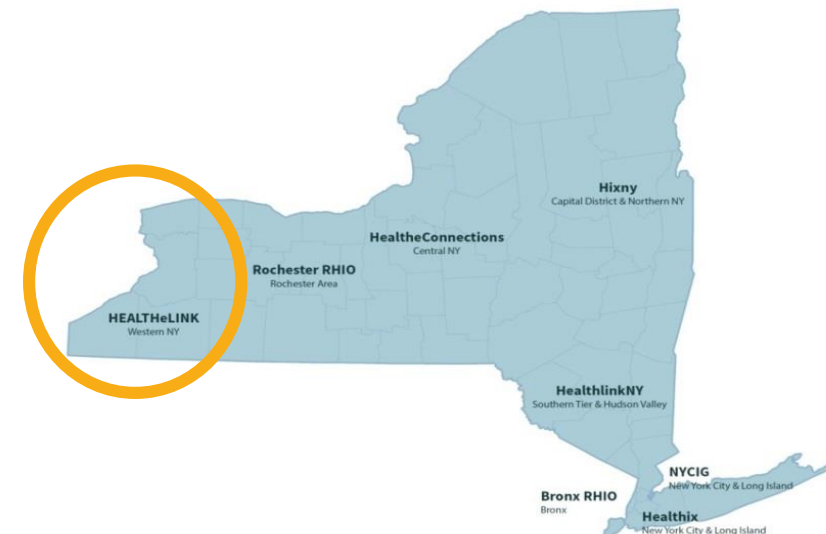 Hixny
Capital District & Northern NY
HealtheConnections
Central NY
Rochester RHIO
Rochester Area
HEALTHeLINK
Western NY
HealthlinkNY
Southern Tier & Hudson Valley
NYCIG
New York City & Long Island
Bronx RHIO
Bronx
Healthix
New York City & Long Island